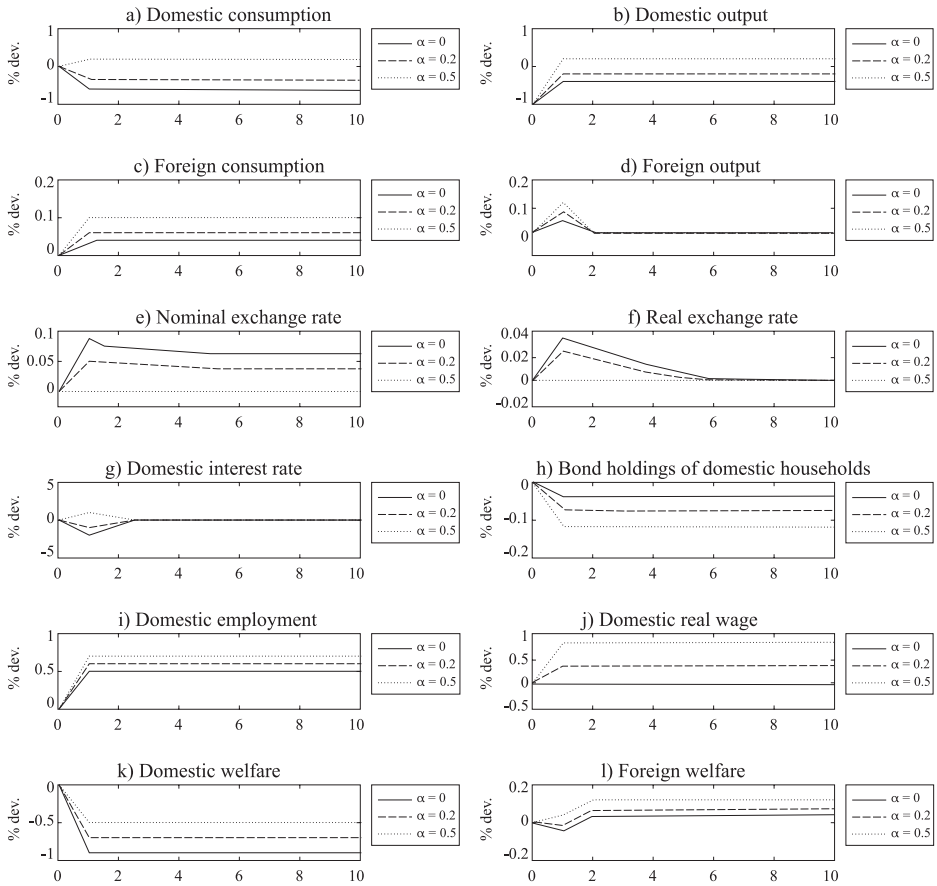 a) Domestic consumption
% dev.
1
0
-1
0 2 4 6 8 10
α = 0
α = 0.2
α = 0.5
b) Domestic output
% dev.
1
0
-1
0 2 4 6 8 10
α = 0
α = 0.2
α = 0.5
c) Foreign consumption
% dev.
0.2
0.1
0
0 2 4 6 8 10
α = 0
α = 0.2
α = 0.5
d) Foreign output
% dev.
0.2
0.1
0
0 2 4 6 8 10
α = 0
α = 0.2
α = 0.5
e) Nominal exchange rate
% dev.
0.1
0.05
0
0 2 4 6 8 10
α = 0
α = 0.2
α = 0.5
f) Real exchange rate
% dev.
0.04
0.02
0
-0.02
0 2 4 6 8 10
α = 0
α = 0.2
α = 0.5
g) Domestic interest rate
% dev.
5
0
-5
0 2 4 6 8 10
α = 0
α = 0.2
α = 0.5
h) Bond holdings of domestic households
% dev.
0
-0.1
-0.2
0 2 4 6 8 10
α = 0
α = 0.2
α = 0.5
i) Domestic employment
% dev.
1
0.5
0
0 2 4 6 8 10
α = 0
α = 0.2
α = 0.5
j) Domestic real wage
% dev.
1
0.5
0
-0.5
0 2 4 6 8 10
α = 0
α = 0.2
α = 0.5
k) Domestic welfare
% dev.
0
-0.5
-1
0 2 4 6 8 10
α = 0
α = 0.2
α = 0.5
l) Foreign welfare
% dev.
0.2
0
-0.2
0 2 4 6 8 10
α = 0
α = 0.2
α = 0.5